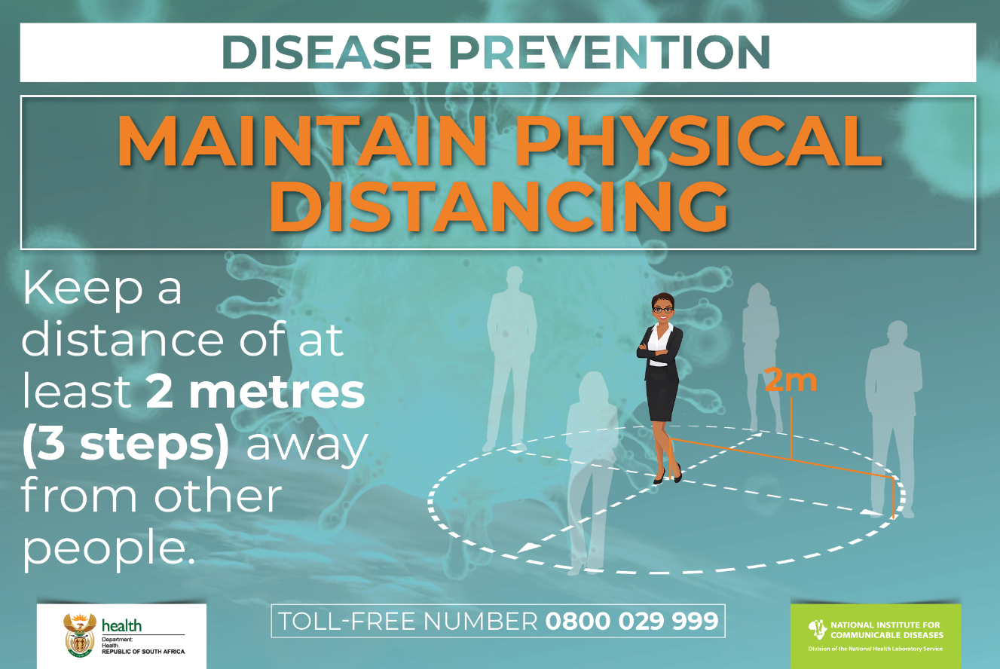 DISEASE PREVENTION
MAINTAIN PHYSICAL
DISTANCING
Keep a
distance of at
least 2 metres
(3 steps) away
from other
people.
2m
health
Department:
Health
REPUBLIC OF SOUTH AFRICA
TOLL-FREE NUMBER 0800 029 999
NATIONAL INSTITUTE FOR
COMMUNICABLE DISEASES
Division of the National Health Laboratory Service